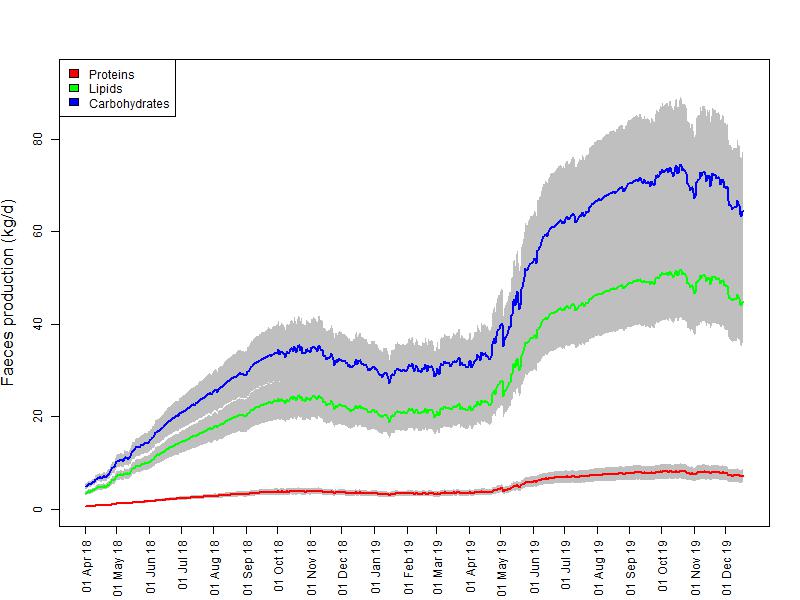 Proteins
Lipids
Carbohydrates
Faeces production (kg/d)
80
60
40
20
0
01 Apr 18
01 May 18
01 Jun 18
01 Jul 18
01 Aug 18
01 Sep 18
01 Oct 18
01 Nov 18
01 Dec 18
01 Jan 19
01 Feb 19
01 Mar 19
01 Apr 19
01 May 19
01 Jun 19
01 Jul 19
01 Aug 19
01 Sep 19
01 Oct 19
01 Nov 19
01 Dec 19